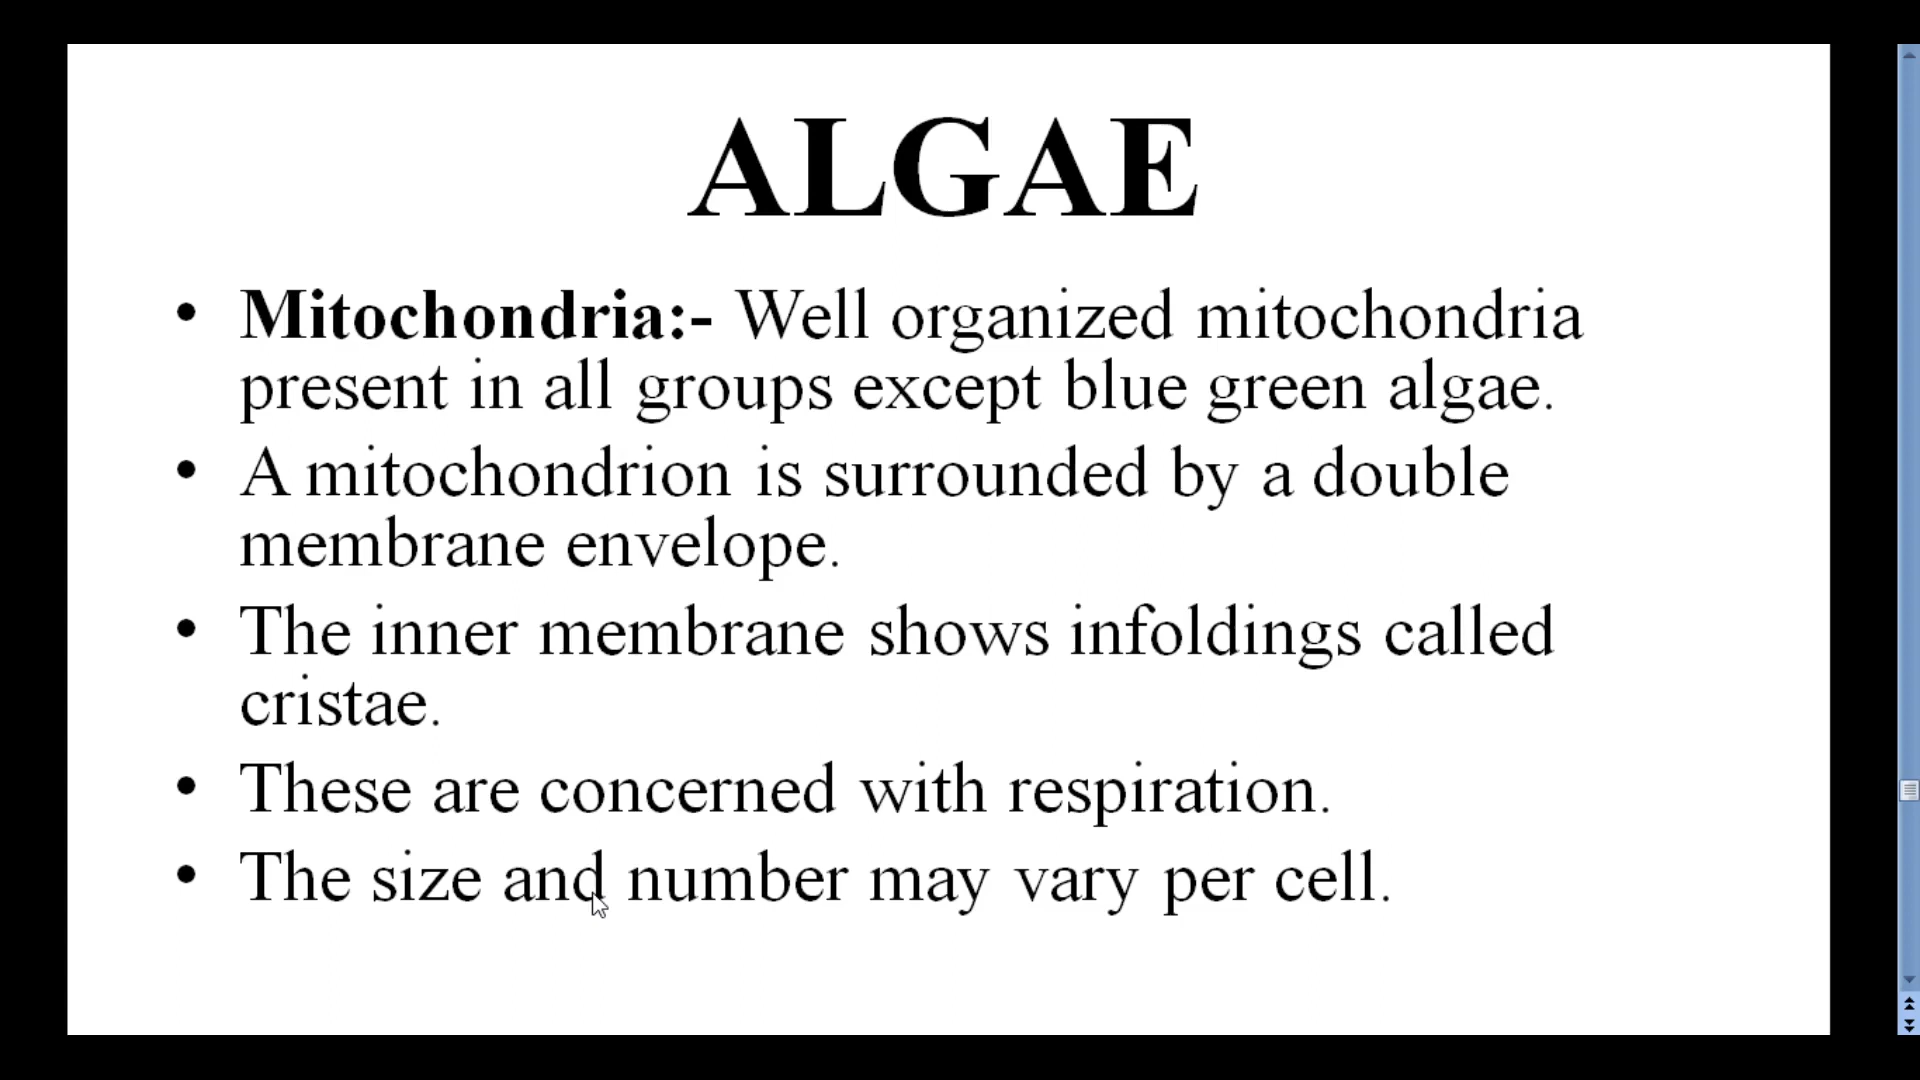 ALGAE
• Mitochondria:- Well organized mitochondria
present in all groups except blue green algae.
• A mitochondrion is surrounded by a double
membrane envelope.
• The inner membrane shows infoldings called
cristae.
• These are concerned with respiration.
• The size and number may vary per cell.